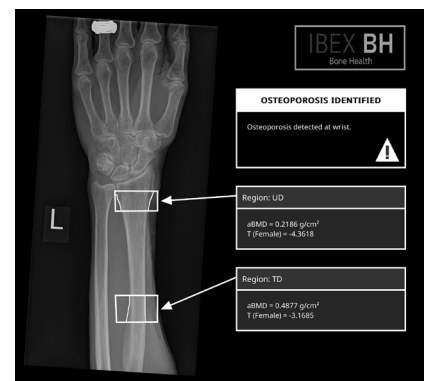 IBEX BH
Bone Health
OSTEOPOROSIS IDENTIFIED
Osteoporosis detected at wrist.
Region: UD
aBMD = 0.2186 g/cm²
T (Female) = -4.3618
L
Region: TD
aBMD = 0.4877 g/cm²
T (Female) = -3.1685